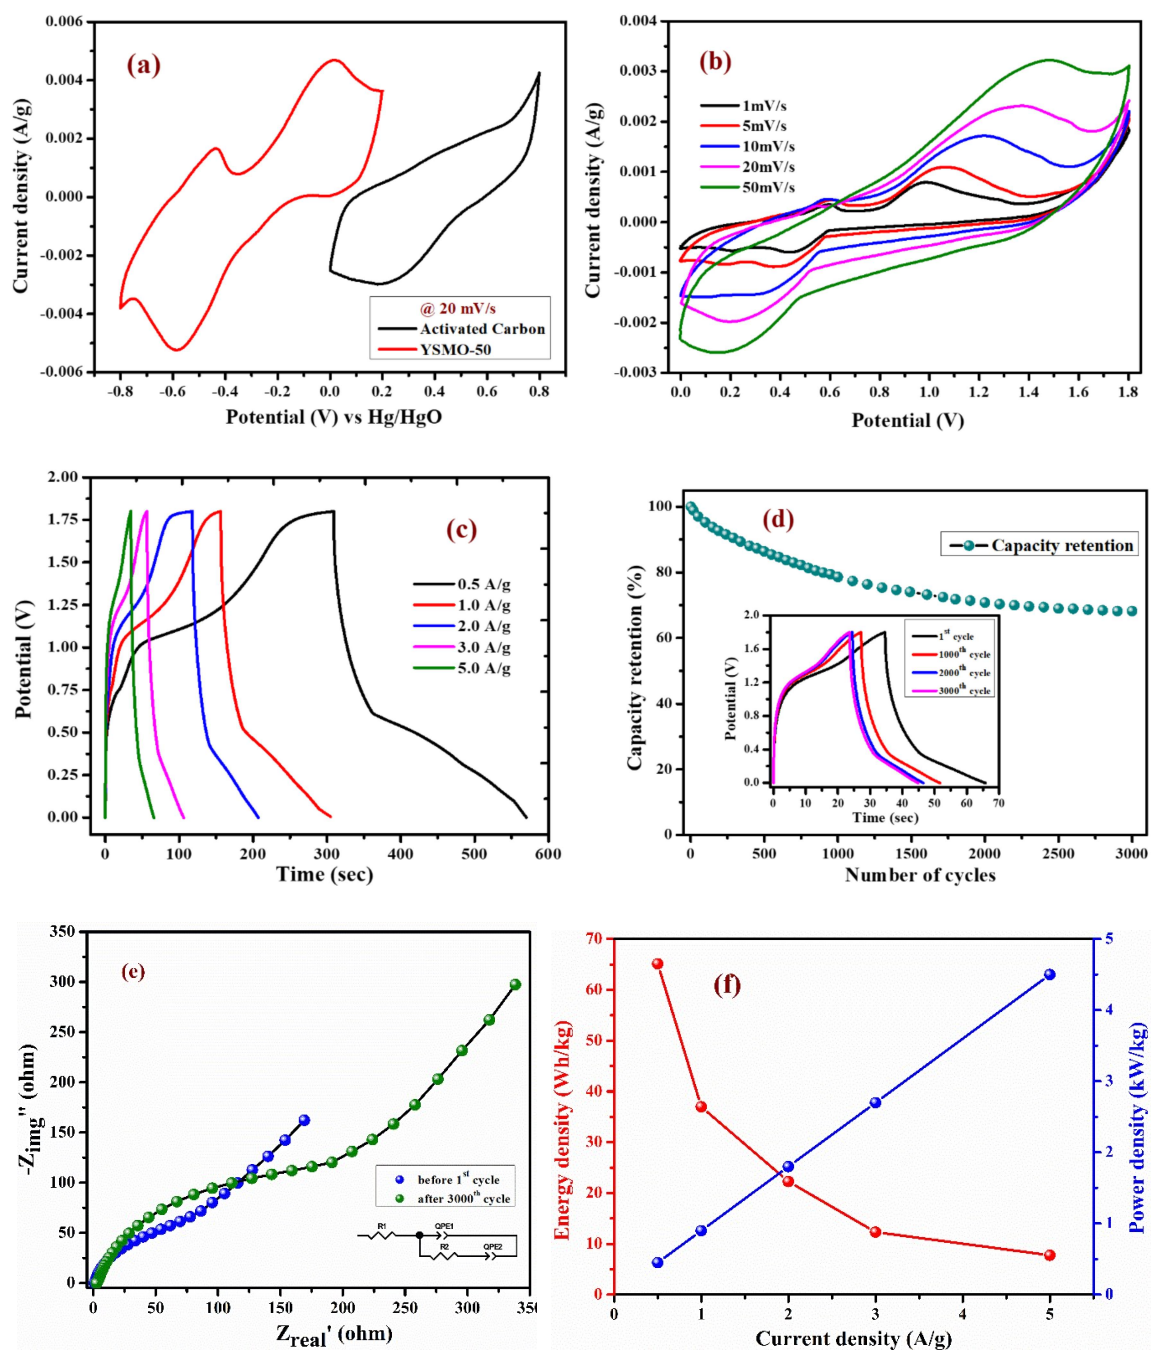 (a)
0.006
0.004
0.002
0.000
-0.002
-0.004
-0.006
Current density (A/g)
-0.8 -0.6 -0.4 -0.2 0.0 0.2 0.4 0.6 0.8
Potential (V) vs Hg/HgO
@ 20 mV/s
Activated Carbon
YSMO-50
(b)
0.004
0.003
0.002
0.001
0.000
-0.001
-0.002
-0.003
Current density (A/g)
1mV/s
5mV/s
10mV/s
20mV/s
50mV/s
0.0 0.2 0.4 0.6 0.8 1.0 1.2 1.4 1.6 1.8
Potential (V)
(c)
2.00
1.75
1.50
1.25
1.00
0.75
0.50
0.25
0.00
Potential (V)
0.5 A/g
1.0 A/g
2.0 A/g
3.0 A/g
5.0 A/g
0 100 200 300 400 500 600
Time (sec)
(d)
100
80
60
40
20
0
Capacity retention (%)
Capacity retention
2.0
1.6
1.2
0.8
0.4
0.0
Potential (V)
1st cycle
1000th cycle
2000th cycle
3000th cycle
0 10 20 30 40 50 60 70
Time (sec)
0 500 1000 1500 2000 2500 3000
Number of cycles
(e)
350
300
250
200
150
100
50
0
-Zimg'' (ohm)
before 1st cycle
after 3000th cycle
R1 QPE1
R2 QPE2
0 50 100 150 200 250 300 350
Zreal' (ohm)
(f)
70
60
50
40
30
20
10
0
Energy density (Wh/kg)
5
4
3
2
1
0
Power density (kW/kg)
0 1 2 3 4 5
Current density (A/g)